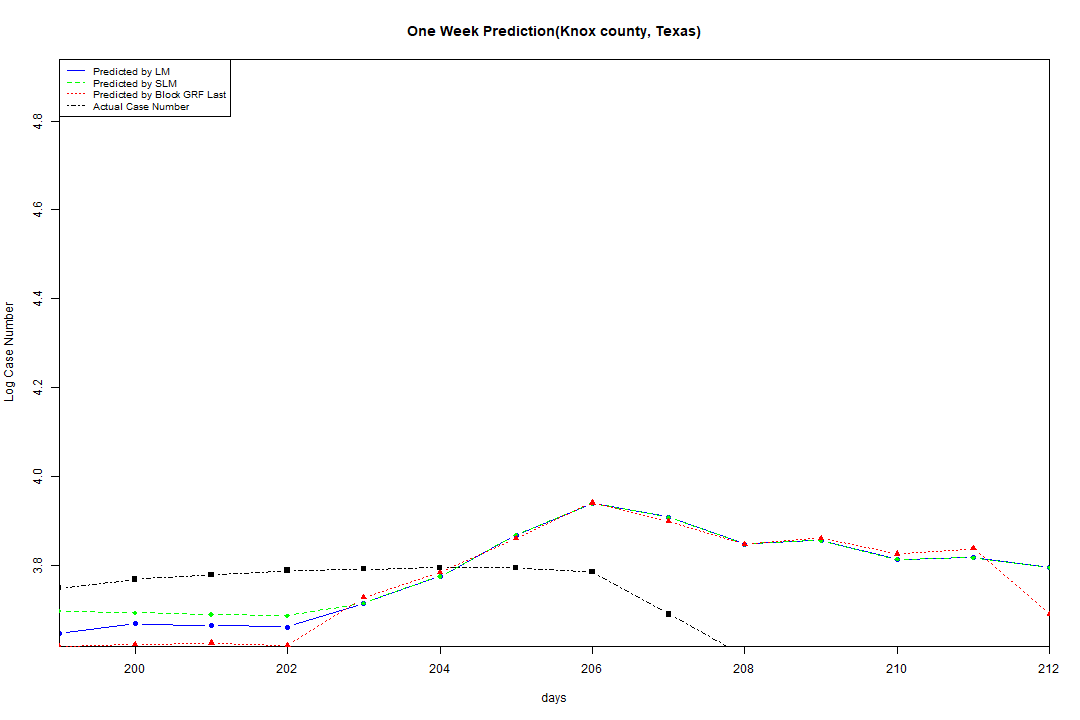 One Week Prediction(Knox county, Texas)
Predicted by LM
Predicted by SLM
Predicted by Block GRF Last
Actual Case Number
4.8
4.6
4.4
4.2
4.0
3.8
Log Case Number
200 202 204 206 208 210 212
days